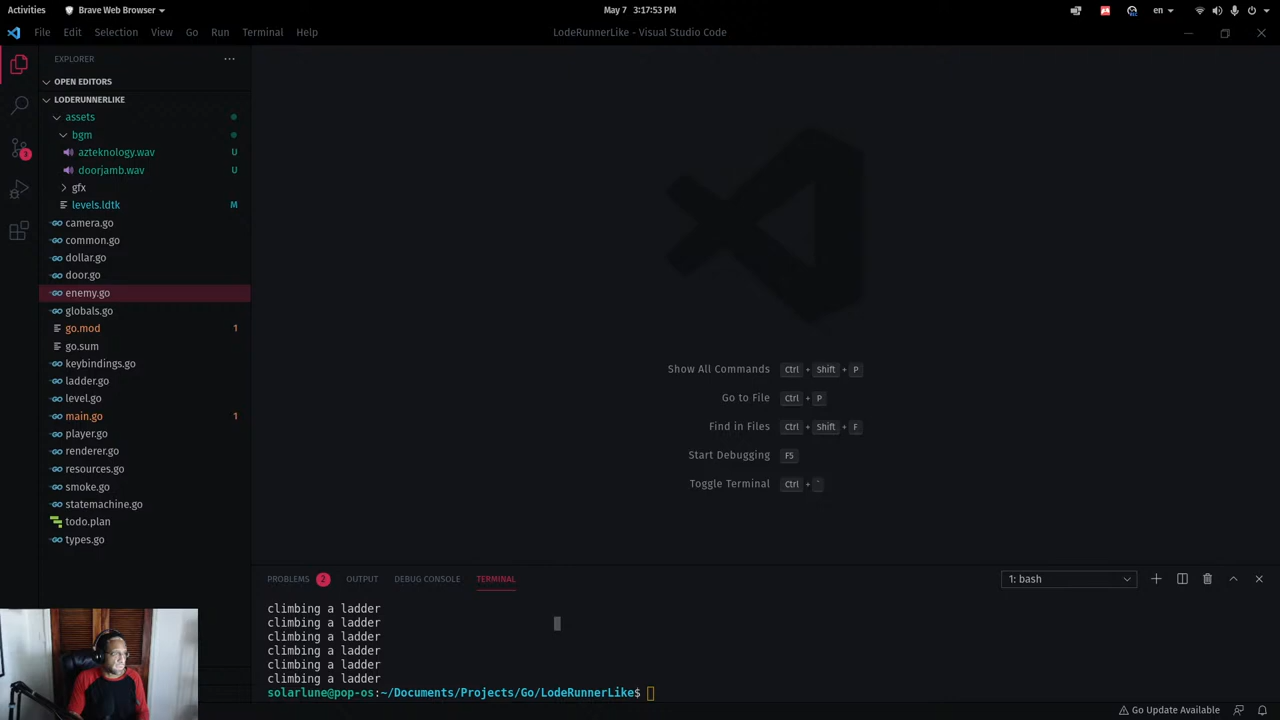 Activities
Brave Web Browser
May 7 3:17:53 PM
en
File Edit Selection View Go Run Terminal Help
LodeRunnerLike - Visual Studio Code
EXPLORER
OPEN EDITORS
LODERUNNERLIKE
assets
bgm
azteknology.wav U
doorjamb.wav U
gfx
levels.ldtk M
camera.go
common.go
dollar.go
door.go
enemy.go
globals.go
go.mod 1
go.sum
keybindings.go
ladder.go
level.go
main.go 1
player.go
renderer.go
resources.go
smoke.go
statemachine.go
todo.plan
types.go
Show All Commands Ctrl + Shift + P
Go to File Ctrl + P
Find in Files Ctrl + Shift + F
Start Debugging F5
Toggle Terminal Ctrl + `
PROBLEMS 2 OUTPUT DEBUG CONSOLE TERMINAL
1: bash
climbing a ladder
climbing a ladder
climbing a ladder
climbing a ladder
climbing a ladder
climbing a ladder
solarlune@pop-os:~/Documents/Projects/Go/LodeRunnerLike$
Go Update Available